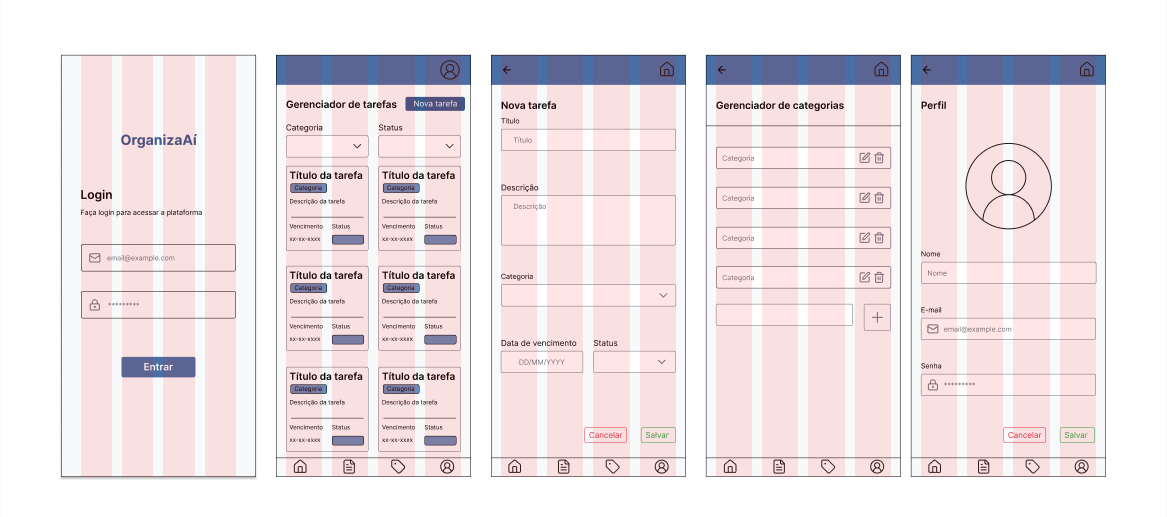 OrganizaAí
Login
Faça login para acessar a plataforma
email@example.com
*********
Entrar
Gerenciador de tarefas
Nova tarefa
Categoria Status
Título da tarefa
Categoria
Descrição da tarefa
Vencimento Status
xx-xx-xxxx
Título da tarefa
Categoria
Descrição da tarefa
Vencimento Status
xx-xx-xxxx
Título da tarefa
Categoria
Descrição da tarefa
Vencimento Status
xx-xx-xxxx
Título da tarefa
Categoria
Descrição da tarefa
Vencimento Status
xx-xx-xxxx
Título da tarefa
Categoria
Descrição da tarefa
Vencimento Status
xx-xx-xxxx
Título da tarefa
Categoria
Descrição da tarefa
Vencimento Status
xx-xx-xxxx
Nova tarefa
Título
Título
Descrição
Descrição
Categoria
Data de vencimento Status
DD/MM/YYYY
Cancelar Salvar
Gerenciador de categorias
Categoria
Categoria
Categoria
Categoria
Perfil
Nome
Nome
E-mail
email@example.com
Senha
*********
Cancelar Salvar